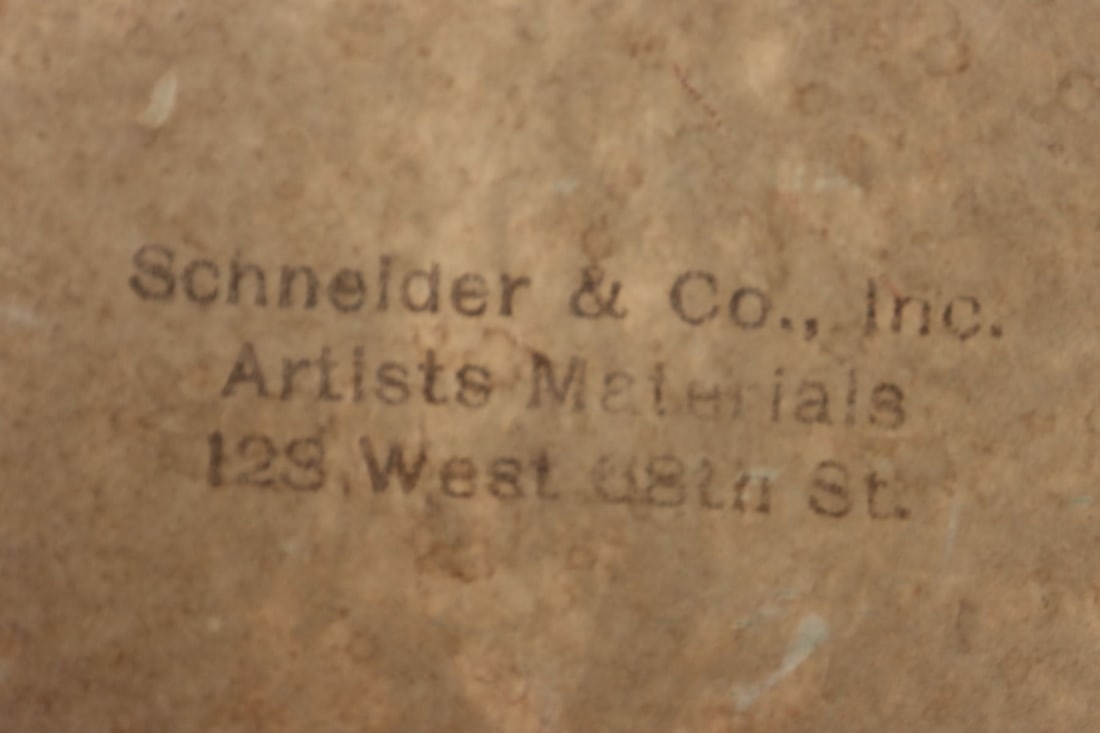 Schneider & Co., Inc.
Artists Materials
123 West 68th St.